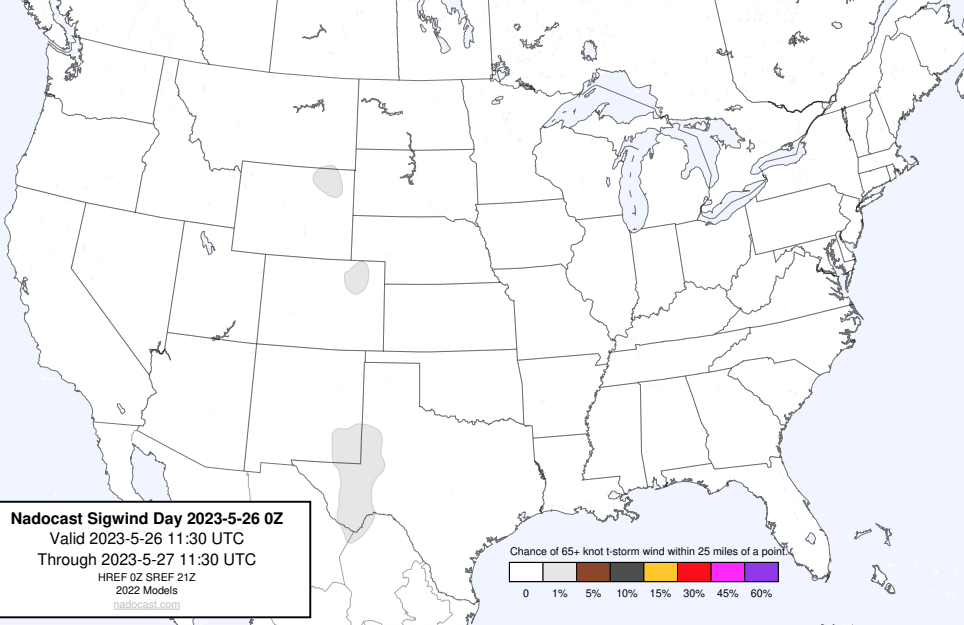 Nadocast Sigwind Day 2023-5-26 0Z
Valid 2023-5-26 11:30 UTC
Through 2023-5-27 11:30 UTC
HREF 0Z SREF 21Z
2022 Models
nadocast.com
Chance of 65+ knot t-storm wind within 25 miles of a point.
0 1% 5% 10% 15% 30% 45% 60%